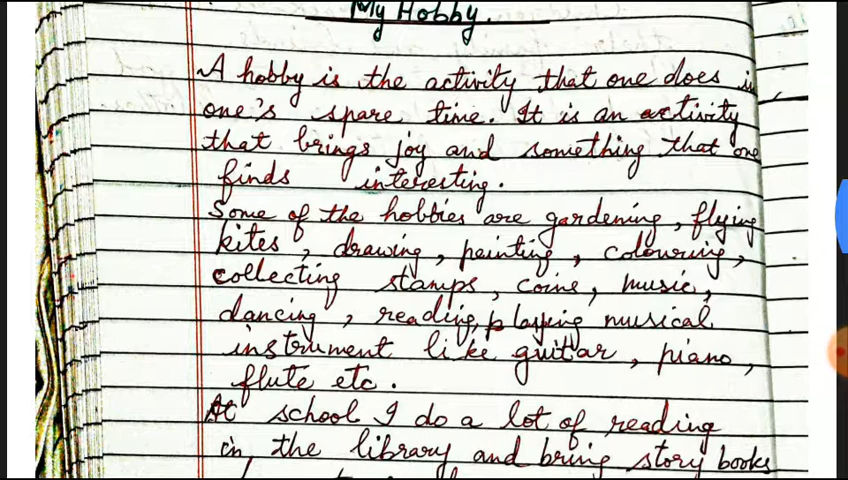 My Hobby.
A hobby is the activity that one does in
one's spare time. It is an activity
that brings joy and something that one
finds interesting.
Some of the hobbies are gardening, flying
kites, drawing, painting, colouring,
collecting stamps, coins, music,
dancing, reading, playing musical
instrument like guitar, piano,
flute etc.
At school I do a lot of reading
in the library and bring story books